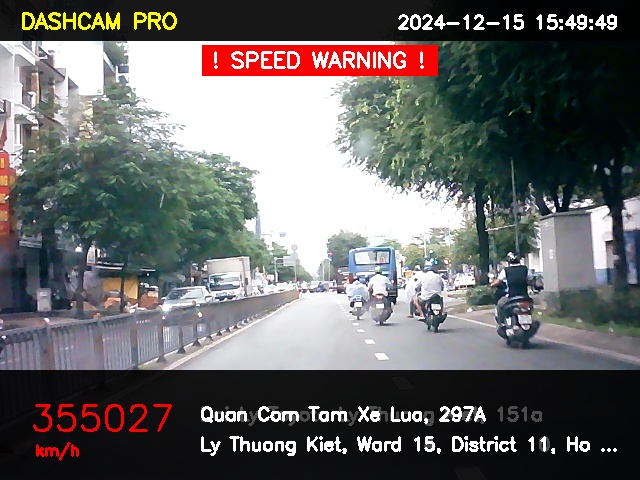 DASHCAM PRO
2024-12-15 15:49:49
! SPEED WARNING !
355027
km/h
Quan Com Tam Xe Lua, 297A
151a
Ly Thuong Kiet, Ward 15, District 11, Ho ...